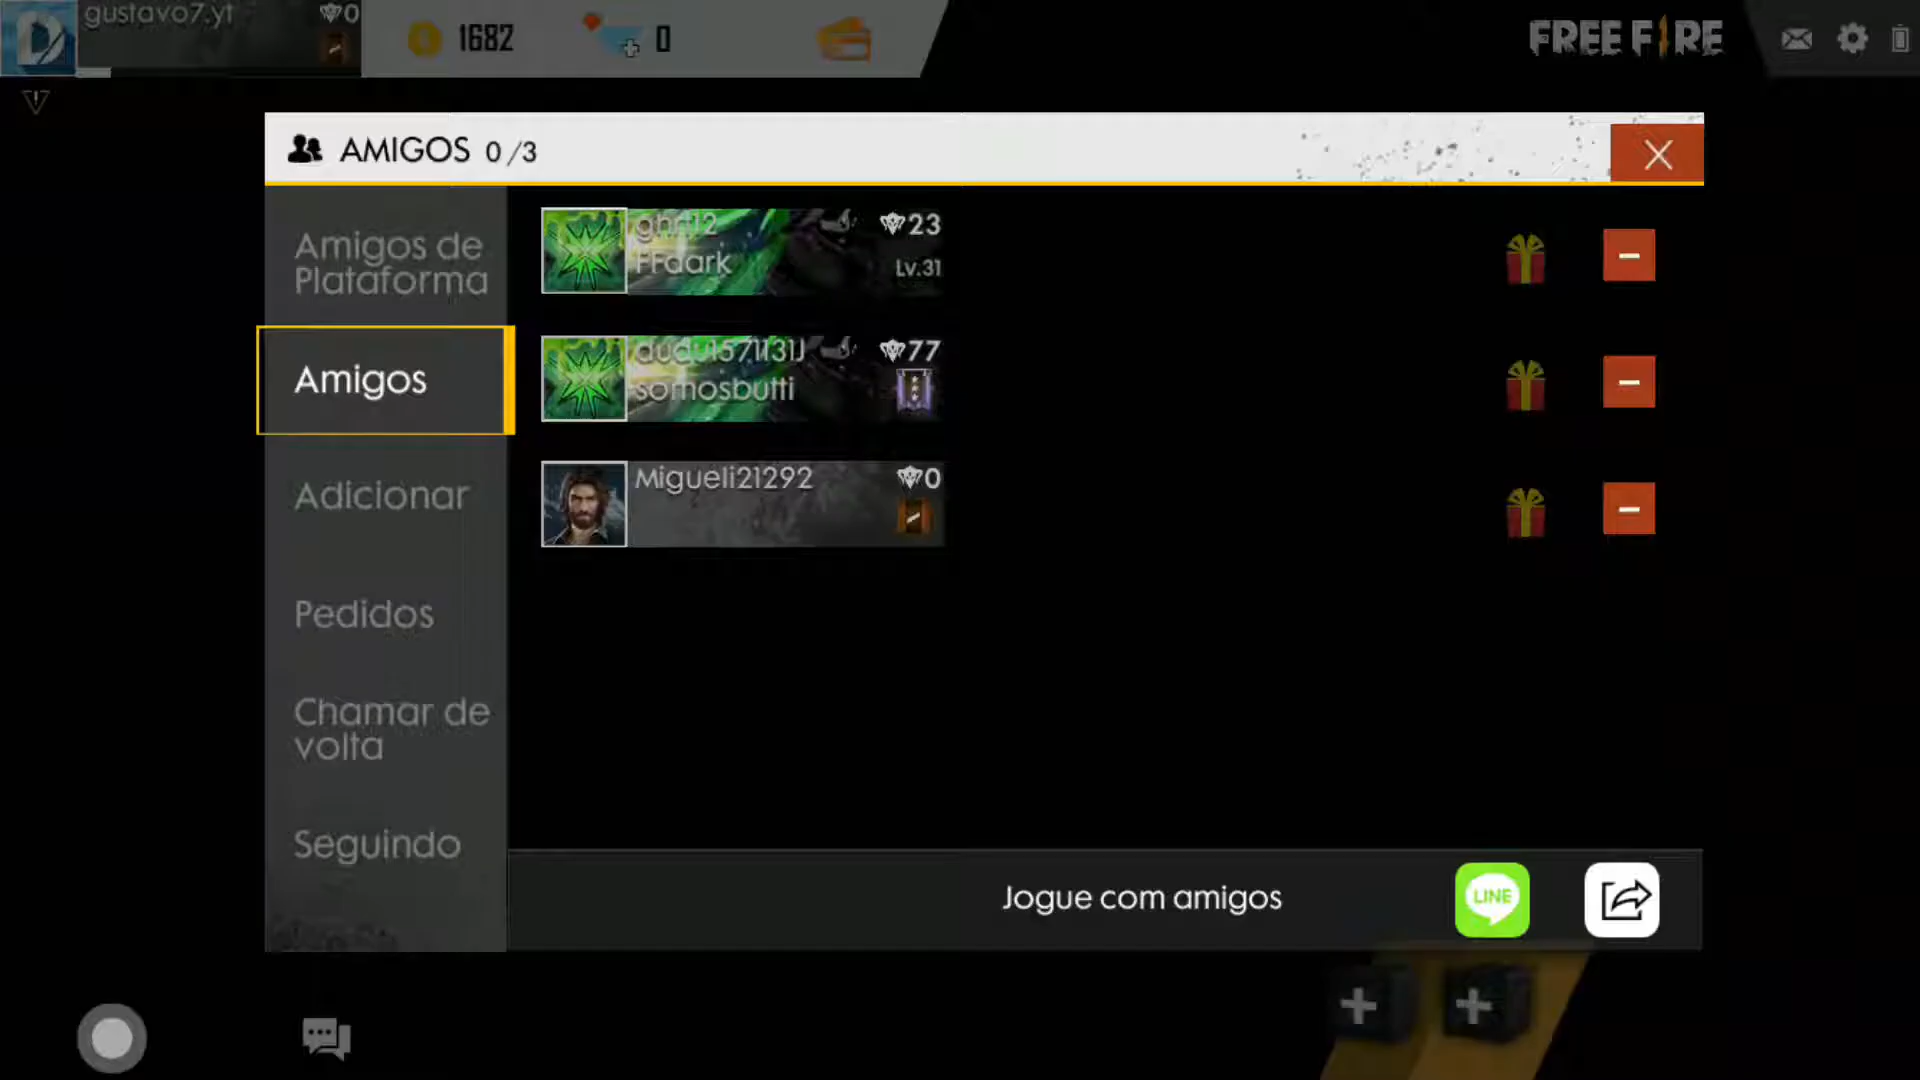 gustavo7.yt
0
1682
0
FREE FIRE
AMIGOS 0/3
Amigos de
Plataforma
Amigos
Adicionar
Pedidos
Chamar de
volta
Seguindo
23
FFdark
Lv.31
77
somosbutti
Migueli21292
0
Jogue com amigos
LINE